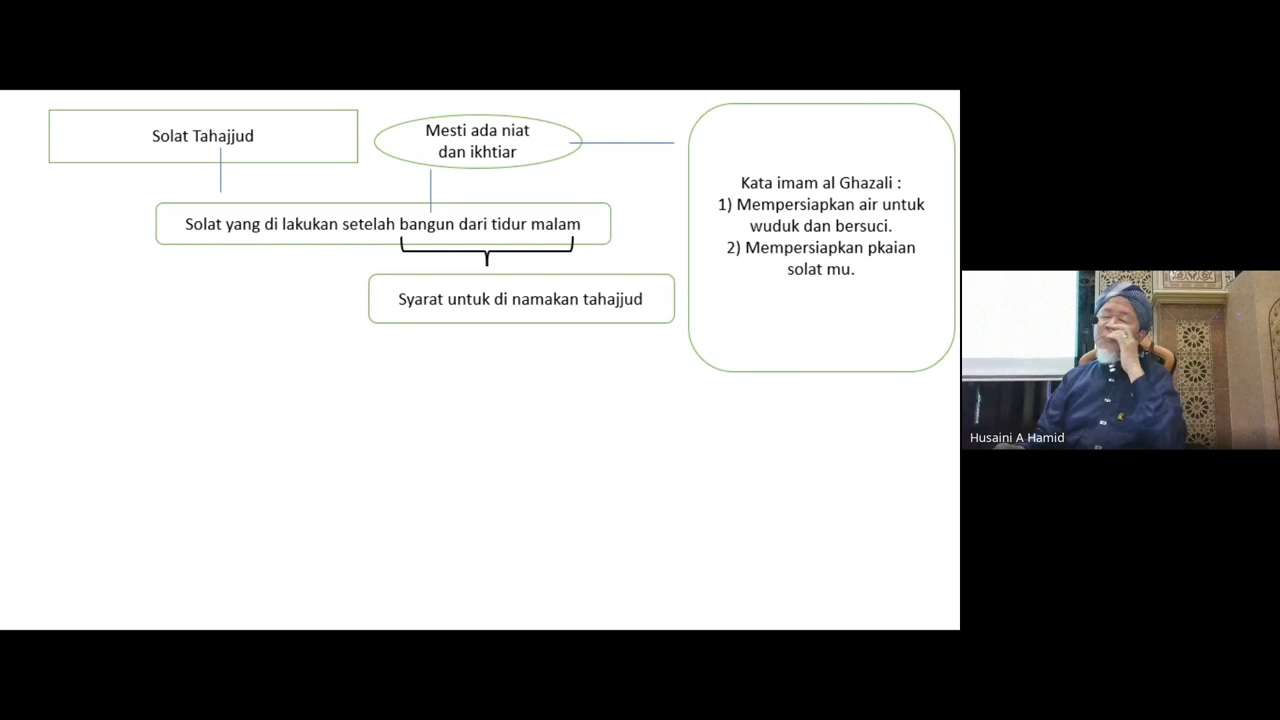 Solat Tahajjud
Mesti ada niat
dan ikhtiar
Solat yang di lakukan setelah bangun dari tidur malam
Syarat untuk di namakan tahajjud
Kata imam al Ghazali :
1) Mempersiapkan air untuk
wuduk dan bersuci.
2) Mempersiapkan pkaian
solat mu.
Husaini A Hamid